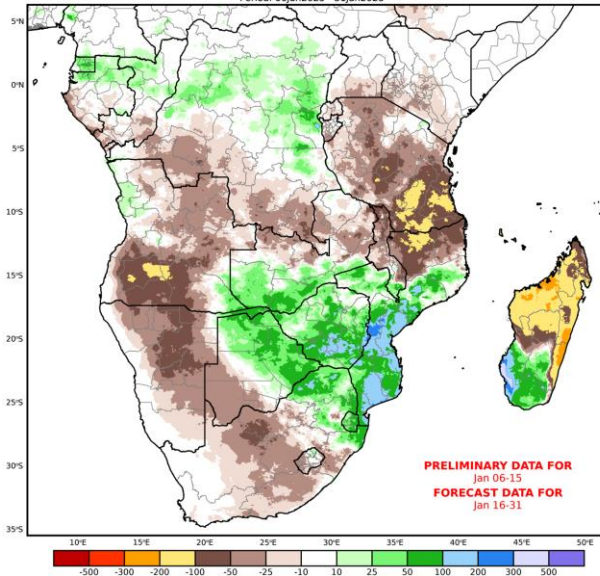 5°N
0°N
5°S
10°S
15°S
20°S
25°S
30°S
35°S
PRELIMINARY DATA FOR
Jan 06-15
FORECAST DATA FOR
Jan 16-31
10°E 15°E 20°E 25°E 30°E 35°E 40°E 45°E 50°E
-500 -300 -200 -100 -50 -25 -10 10 25 50 100 200 300 500